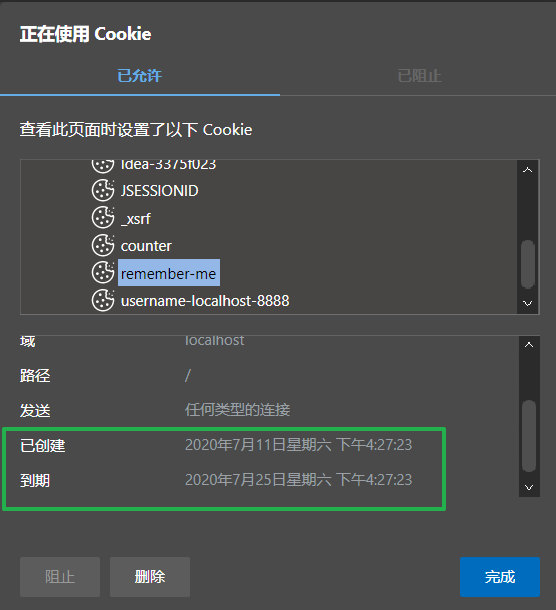 正在使用 Cookie
已允许 已阻止
查看此页面时设置了以下 Cookie
Idea-3375f023
JSESSIONID
_xsrf
counter
remember-me
username-localhost-8888
域 localhost
路径 /
发送 任何类型的连接
已创建 2020年7月11日星期六 下午4:27:23
到期 2020年7月25日星期六 下午4:27:23
阻止 删除 完成